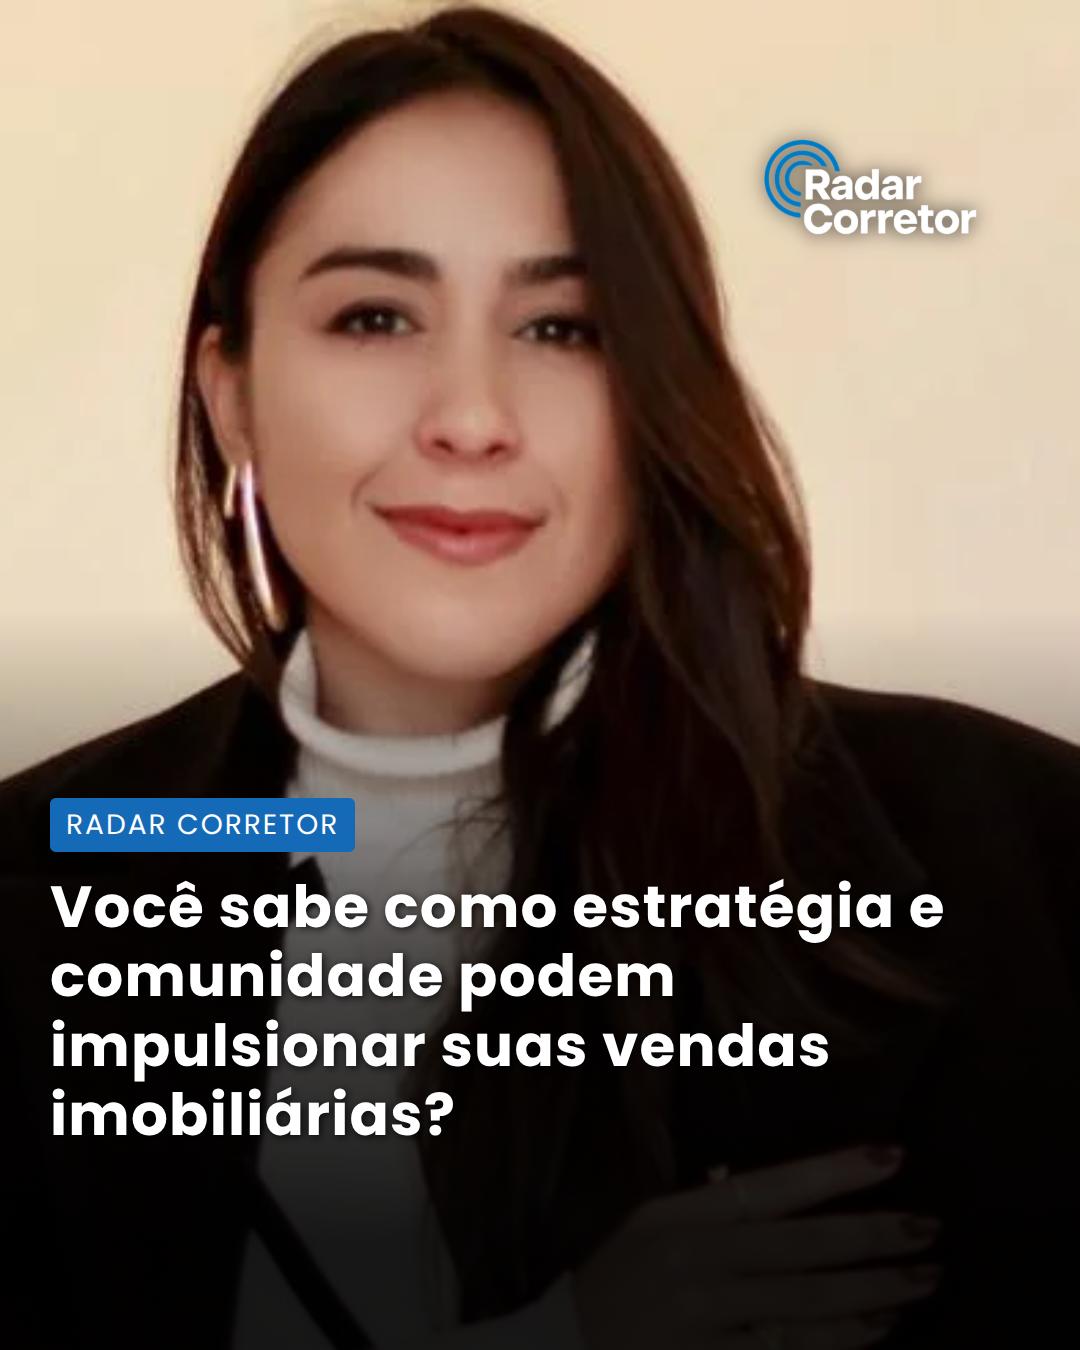 Radar
Corretor
RADAR CORRETOR
Você sabe como estratégia e
comunidade podem
impulsionar suas vendas
imobiliárias?